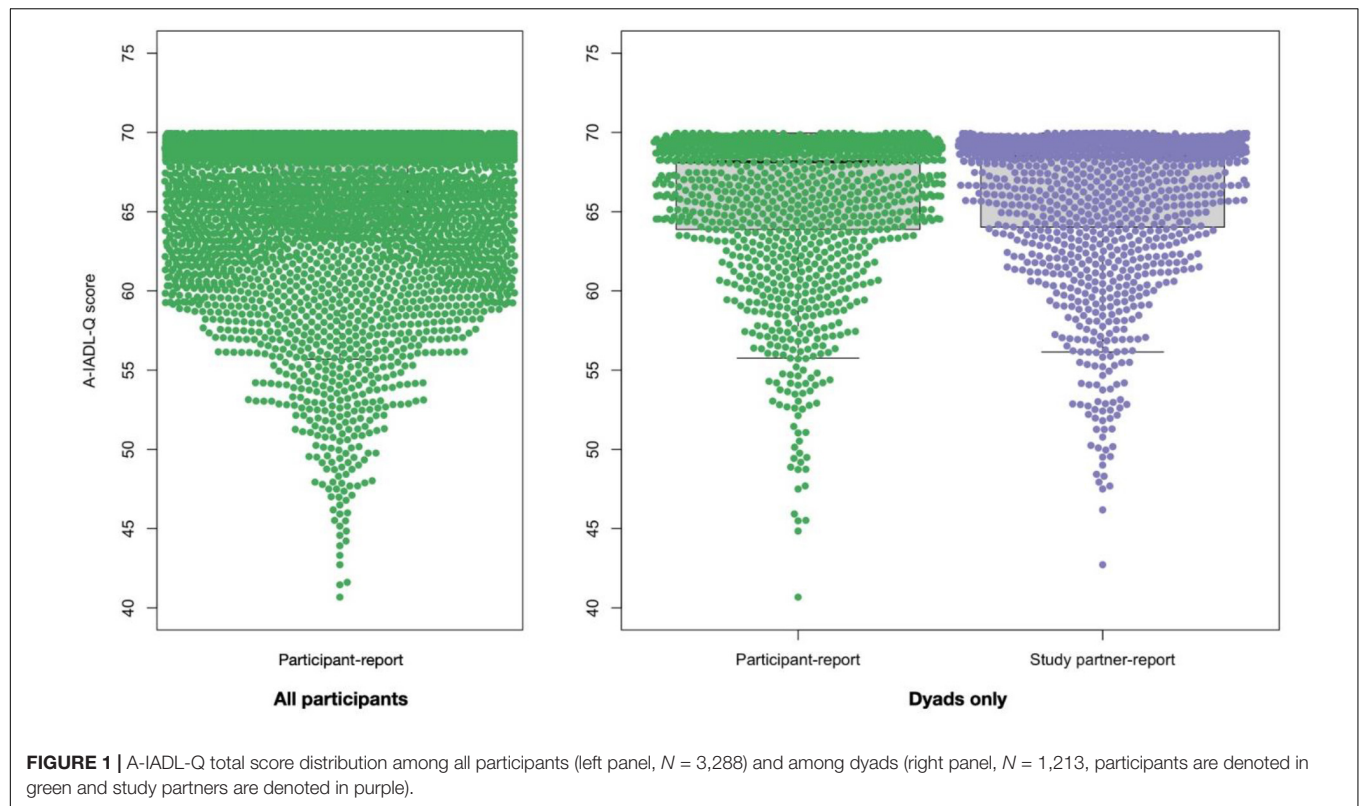 75
70
65
60
55
50
45
40
A-IADL-Q score
Participant-report
All participants
75
70
65
60
55
50
45
40
Participant-report
Study partner-report
Dyads only
FIGURE 1 | A-IADL-Q total score distribution among all participants (left panel, N = 3,288) and among dyads (right panel, N = 1,213, participants are denoted in
green and study partners are denoted in purple).